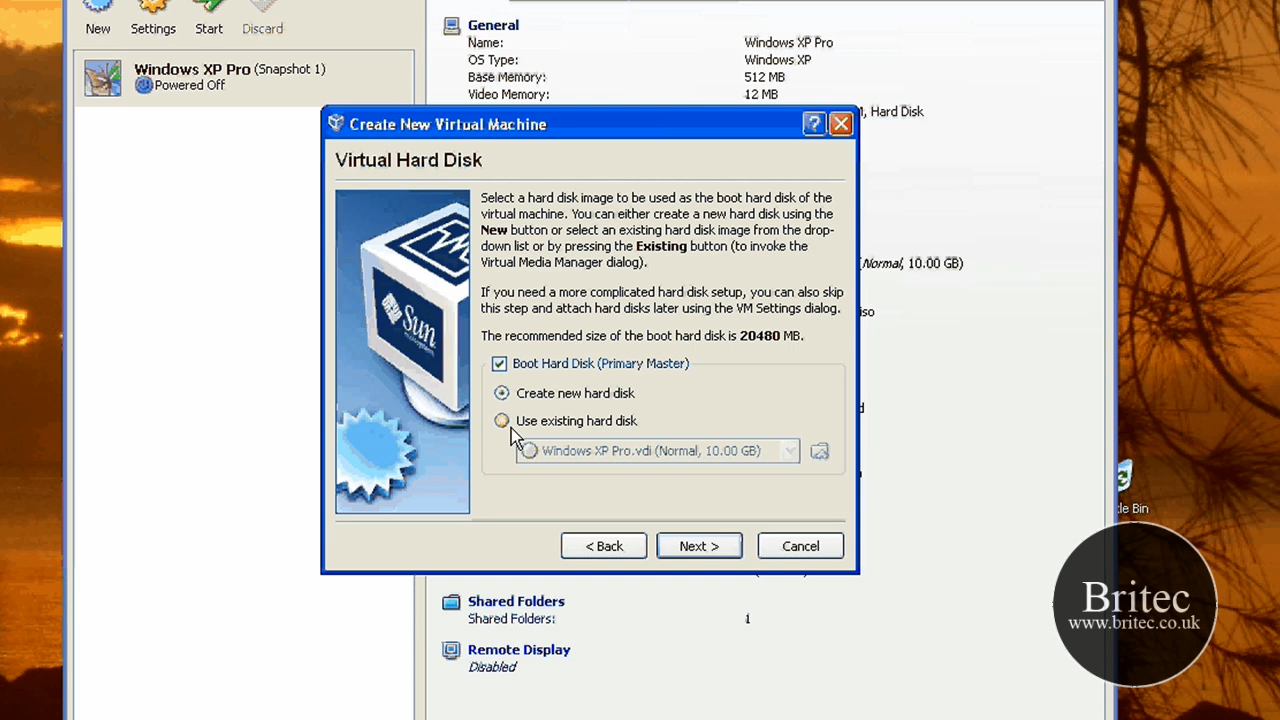 New Settings Start Discard
Windows XP Pro (Snapshot 1)
Powered Off
General
Name: Windows XP Pro
OS Type: Windows XP
Base Memory: 512 MB
Video Memory: 12 MB
, Hard Disk
(Normal, 10.00 GB)
iso
d
Shared Folders
Shared Folders: 1
Remote Display
Disabled
Create New Virtual Machine
Virtual Hard Disk
Select a hard disk image to be used as the boot hard disk of the
virtual machine. You can either create a new hard disk using the
New button or select an existing hard disk image from the drop-
down list or by pressing the Existing button (to invoke the
Virtual Media Manager dialog).
If you need a more complicated hard disk setup, you can also skip
this step and attach hard disks later using the VM Settings dialog.
The recommended size of the boot hard disk is 20480 MB.
Boot Hard Disk (Primary Master)
Create new hard disk
Use existing hard disk
Windows XP Pro.vdi (Normal, 10.00 GB)
< Back Next > Cancel
Sun
cle Bin
Britec
www.britec.co.uk